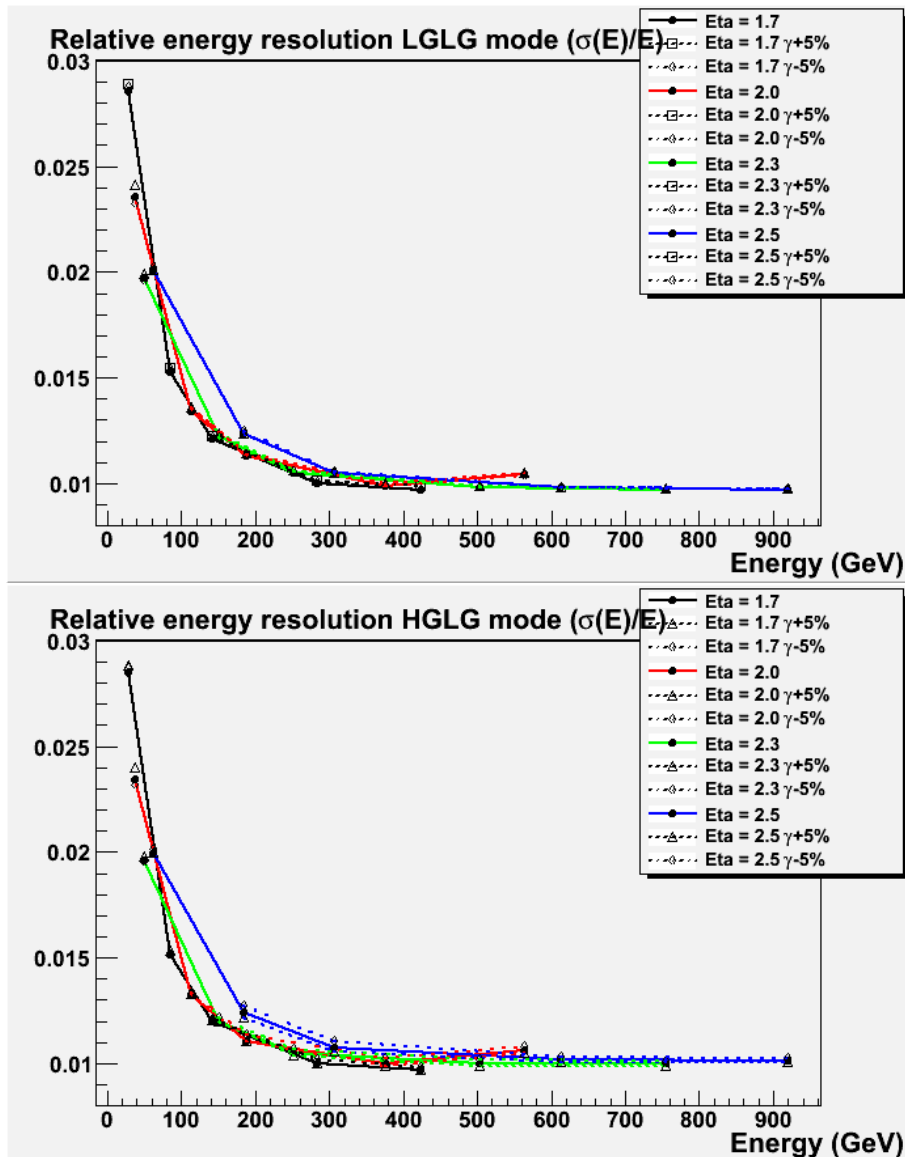 Relative energy resolution LGLG mode (σ(E)/E)
Eta = 1.7
Eta = 1.7 γ+5%
Eta = 1.7 γ-5%
Eta = 2.0
Eta = 2.0 γ+5%
Eta = 2.0 γ-5%
Eta = 2.3
Eta = 2.3 γ+5%
Eta = 2.3 γ-5%
Eta = 2.5
Eta = 2.5 γ+5%
Eta = 2.5 γ-5%
0.03
0.025
0.02
0.015
0.01
0 100 200 300 400 500 600 700 800 900
Energy (GeV)
Relative energy resolution HGLG mode (σ(E)/E)
Eta = 1.7
Eta = 1.7 γ+5%
Eta = 1.7 γ-5%
Eta = 2.0
Eta = 2.0 γ+5%
Eta = 2.0 γ-5%
Eta = 2.3
Eta = 2.3 γ+5%
Eta = 2.3 γ-5%
Eta = 2.5
Eta = 2.5 γ+5%
Eta = 2.5 γ-5%
0.03
0.025
0.02
0.015
0.01
0 100 200 300 400 500 600 700 800 900
Energy (GeV)